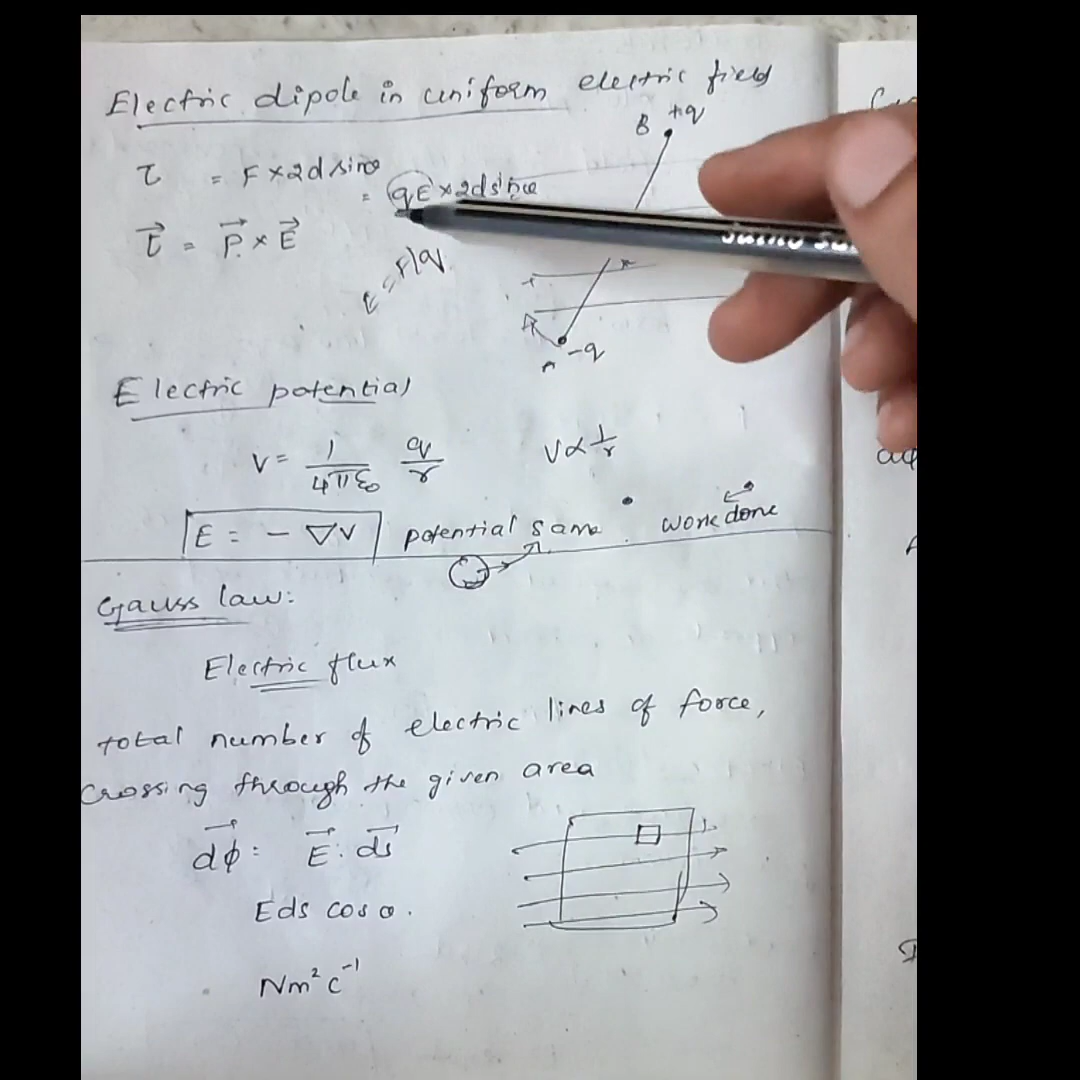 Electric dipole in uniform electric field
B +q
τ = F × 2d sinθ
= qE × 2d sinθ
τ⃗ = P⃗ × E⃗
E = F/q
A -q
Electric potential
V = 1/4πε₀ q/r V ∝ 1/r
E = - ∇V potential same work done
Gauss law:
Electric flux
total number of electric lines of force,
crossing through the given area
dϕ⃗ = E⃗ . ds⃗
Eds cos θ.
Nm² C⁻¹